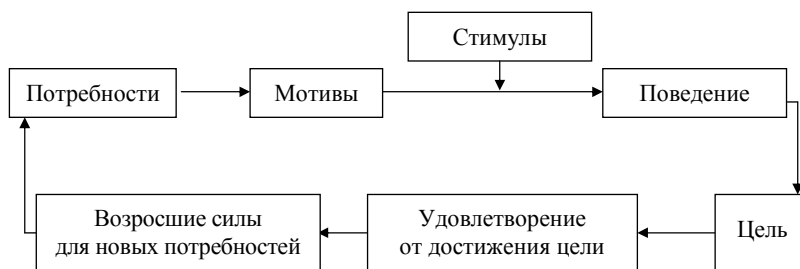 Стимулы
Потребности
Мотивы
Поведение
Возросшие силы
для новых потребностей
Удовлетворение
от достижения цели
Цель